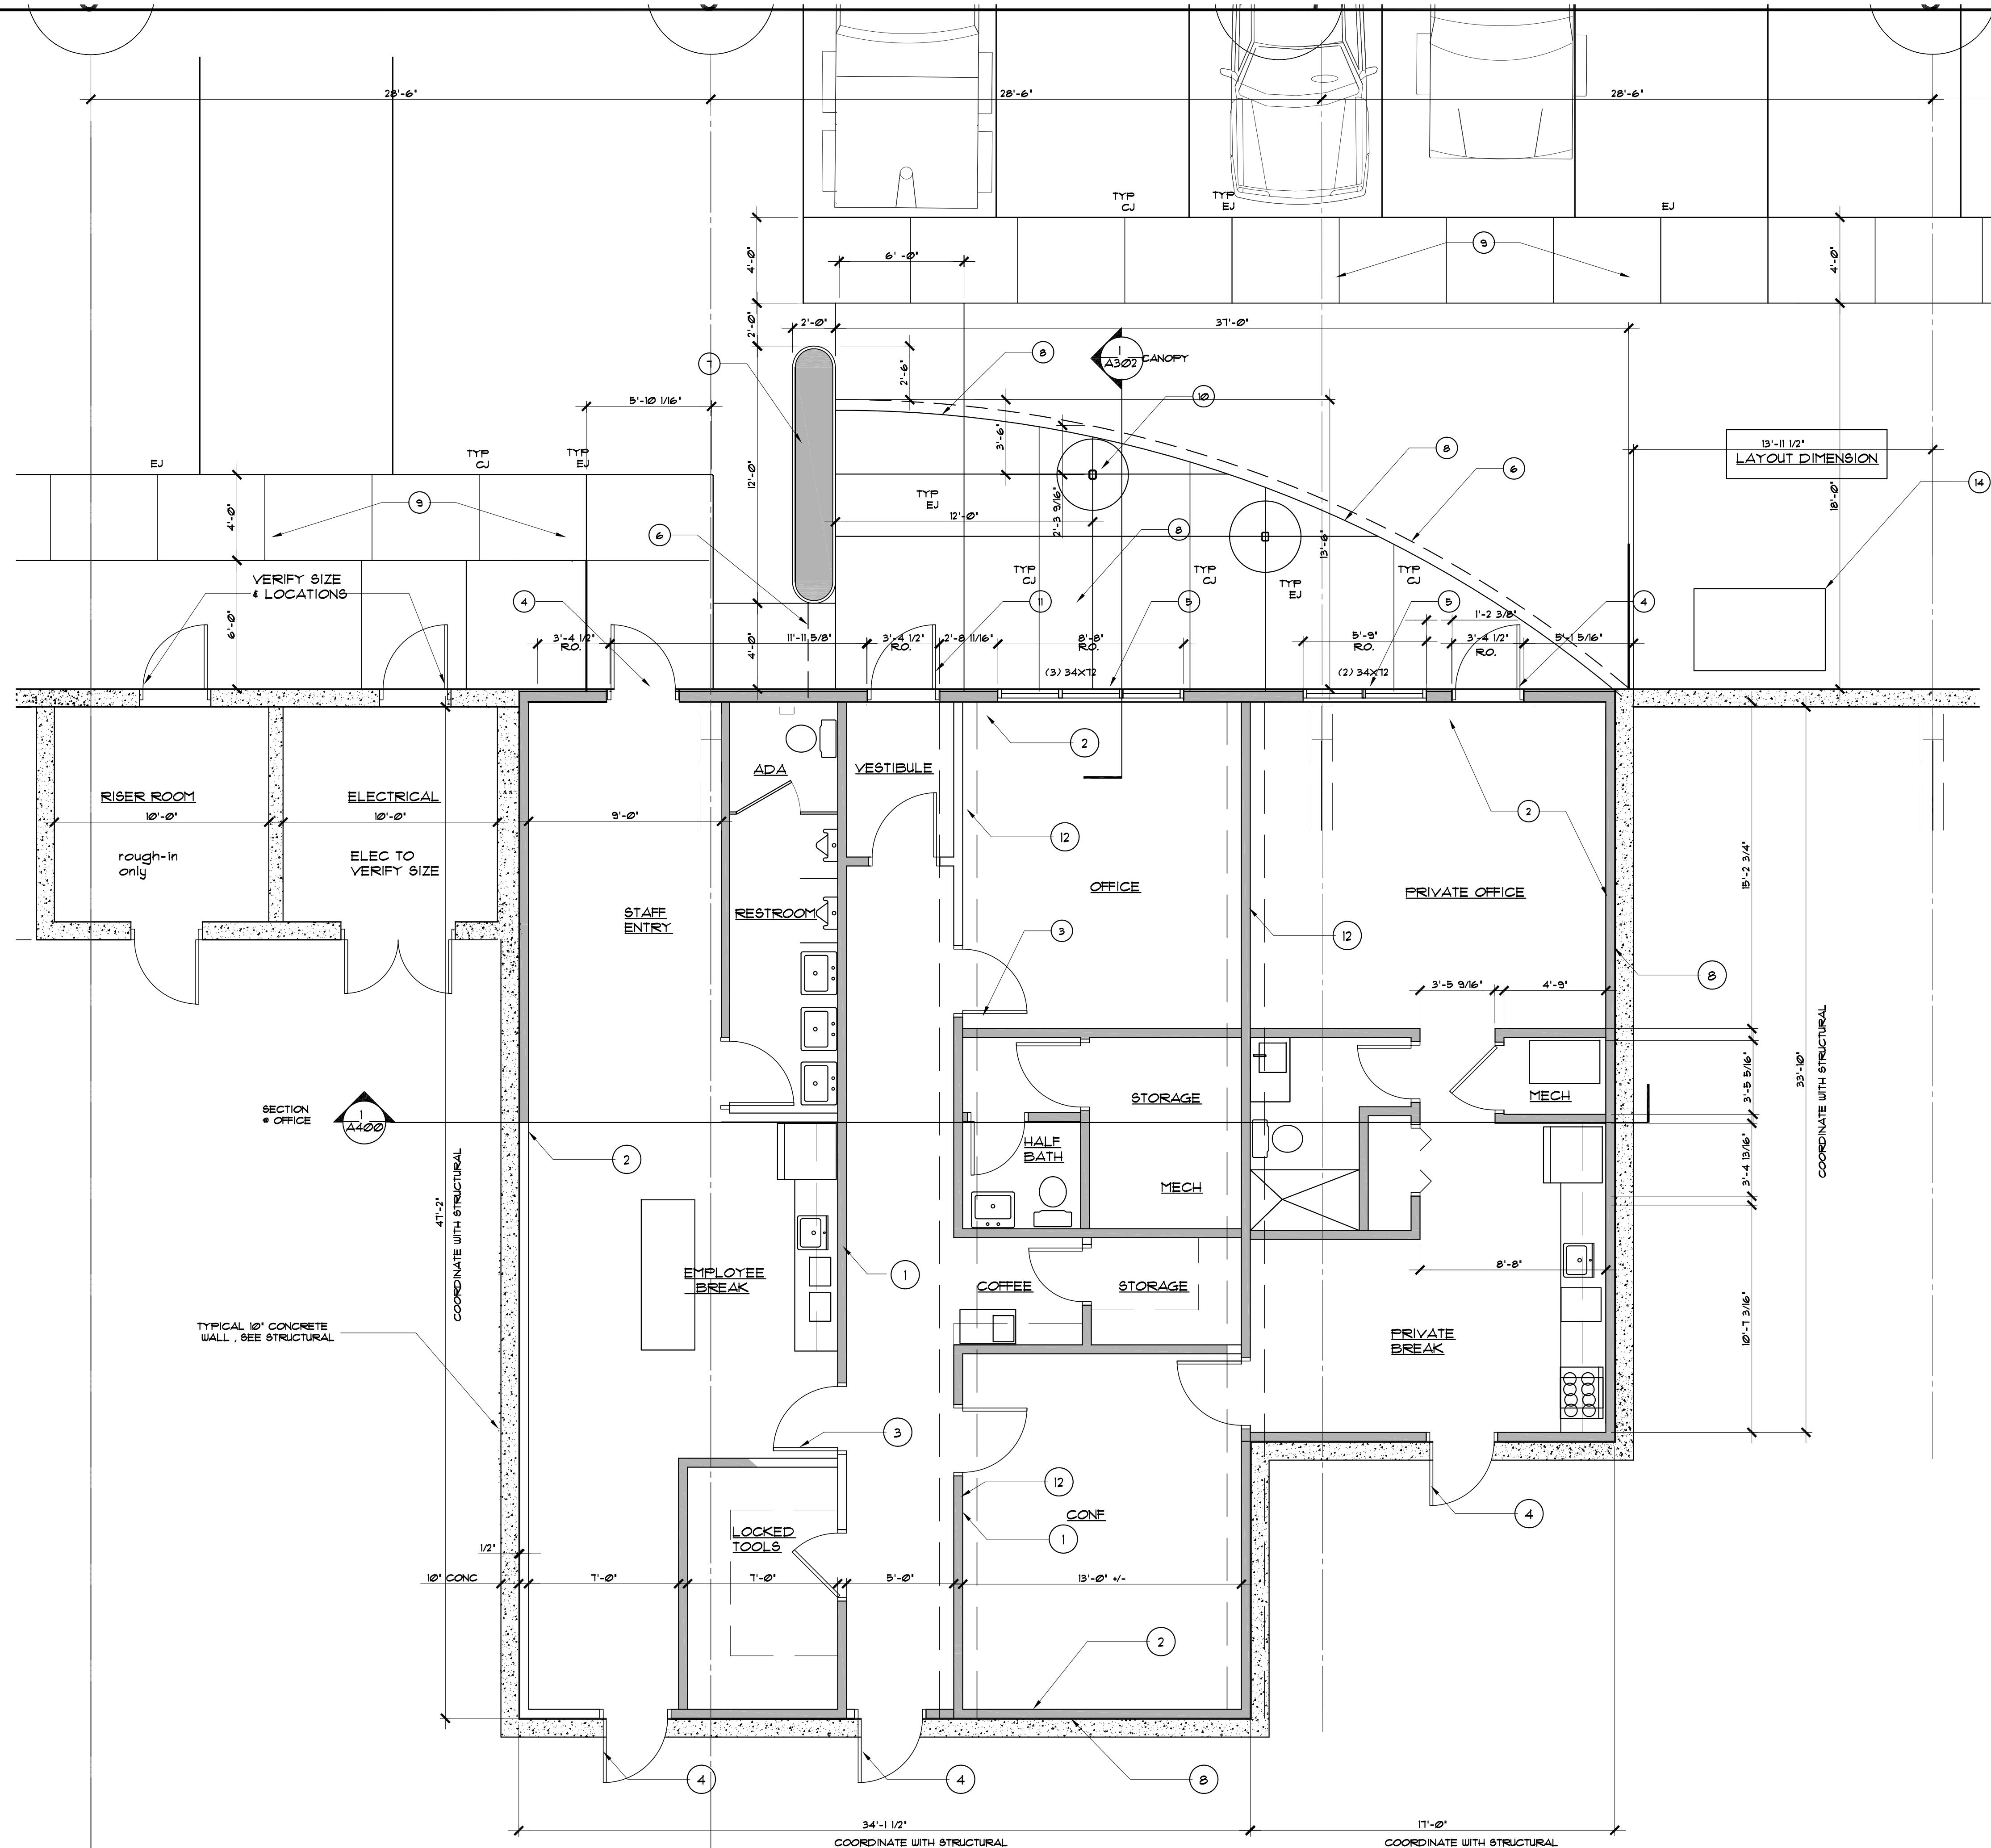 28'-6"
28'-6"
28'-6"
TYP
CJ
TYP
EJ
EJ
9
4'-0"
6'-0"
4'-0"
2'-0"
2'-0"
37'-0"
7
2'-6"
8
1
A302
CANOPY
10
5'-10 1/16"
3'-6"
8
6
13'-11 1/2"
LAYOUT DIMENSION
14
18'-0"
EJ
TYP
CJ
TYP
EJ
12'-0"
9
4'-0"
TYP
EJ
12'-0"
2'-3 9/16"
8
13'-6"
6
VERIFY SIZE
& LOCATIONS
6'-0"
4
TYP
CJ
TYP
CJ
TYP
EJ
TYP
CJ
11
5
5
4
1'-2 3/8"
4'-0"
3'-4 1/2"
R.O.
11'-11 5/8"
3'-4 1/2"
R.O.
2'-8 11/16"
8'-8"
R.O.
5'-9"
R.O.
3'-4 1/2"
R.O.
5'-1 5/16"
(3) 34X72
(2) 34X72
2
ADA
VESTIBULE
RISER ROOM
10'-0"
rough-in
only
ELECTRICAL
10'-0"
ELEC TO
VERIFY SIZE
9'-0"
12
2
15'-2 3/4"
OFFICE
PRIVATE OFFICE
STAFF
ENTRY
RESTROOM
3
12
8
3'-5 9/16"
4'-9"
33'-10"
COORDINATE WITH STRUCTURAL
SECTION
@ OFFICE
1
A400
STORAGE
MECH
3'-5 5/16"
2
HALF
BATH
MECH
3'-4 13/16"
47'-2"
COORDINATE WITH STRUCTURAL
EMPLOYEE
BREAK
1
COFFEE
STORAGE
8'-8"
TYPICAL 10" CONCRETE
WALL , SEE STRUCTURAL
PRIVATE
BREAK
10'-7 3/16"
3
12
1
CONF
4
LOCKED
TOOLS
1/2"
10" CONC
7'-0"
7'-0"
5'-0"
13'-0" +/-
2
4
4
8
34'-1 1/2"
COORDINATE WITH STRUCTURAL
17'-0"
COORDINATE WITH STRUCTURAL